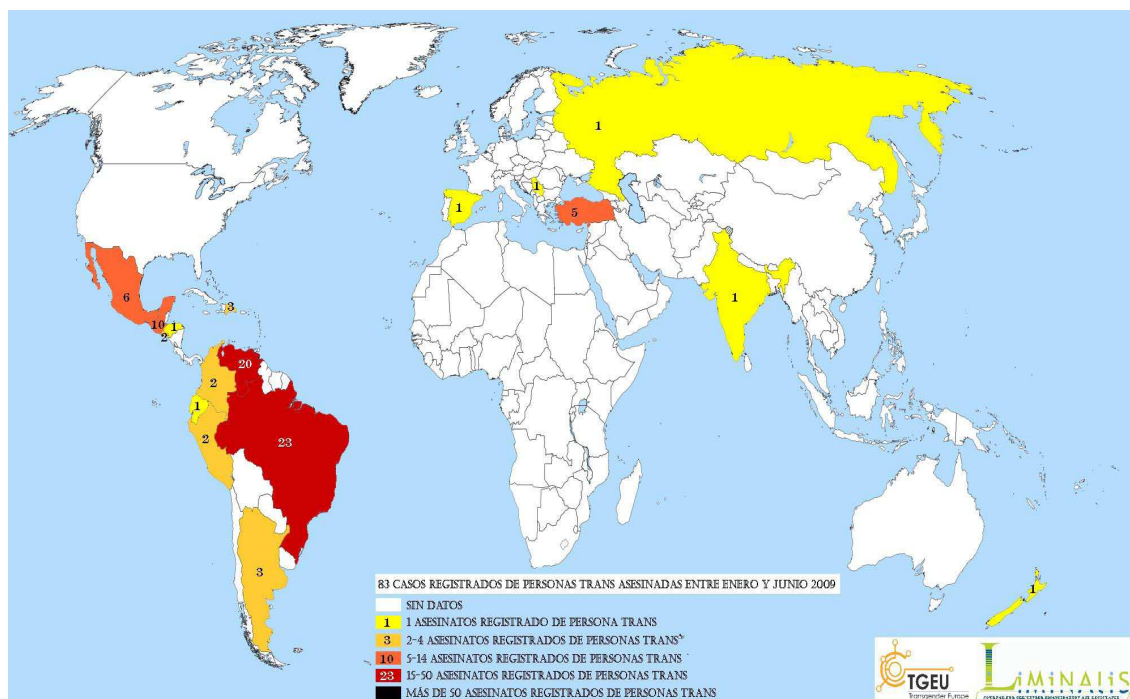 1
1
1
5
1
6
3
10
1
2
20
2
1
23
2
3
1
83 CASOS REGISTRADOS DE PERSONAS TRANS ASESINADAS ENTRE ENERO Y JUNIO 2009
SIN DATOS
1 1 ASESINATOS REGISTRADO DE PERSONA TRANS
3 2-4 ASESINATOS REGISTRADOS DE PERSONAS TRANS*
10 5-14 ASESINATOS REGISTRADOS DE PERSONAS TRANS
23 15-50 ASESINATOS REGISTRADOS DE PERSONAS TRANS
MÁS DE 50 ASESINATOS REGISTRADOS DE PERSONAS TRANS
TGEU
Transgender Europe
LiMiNALiS